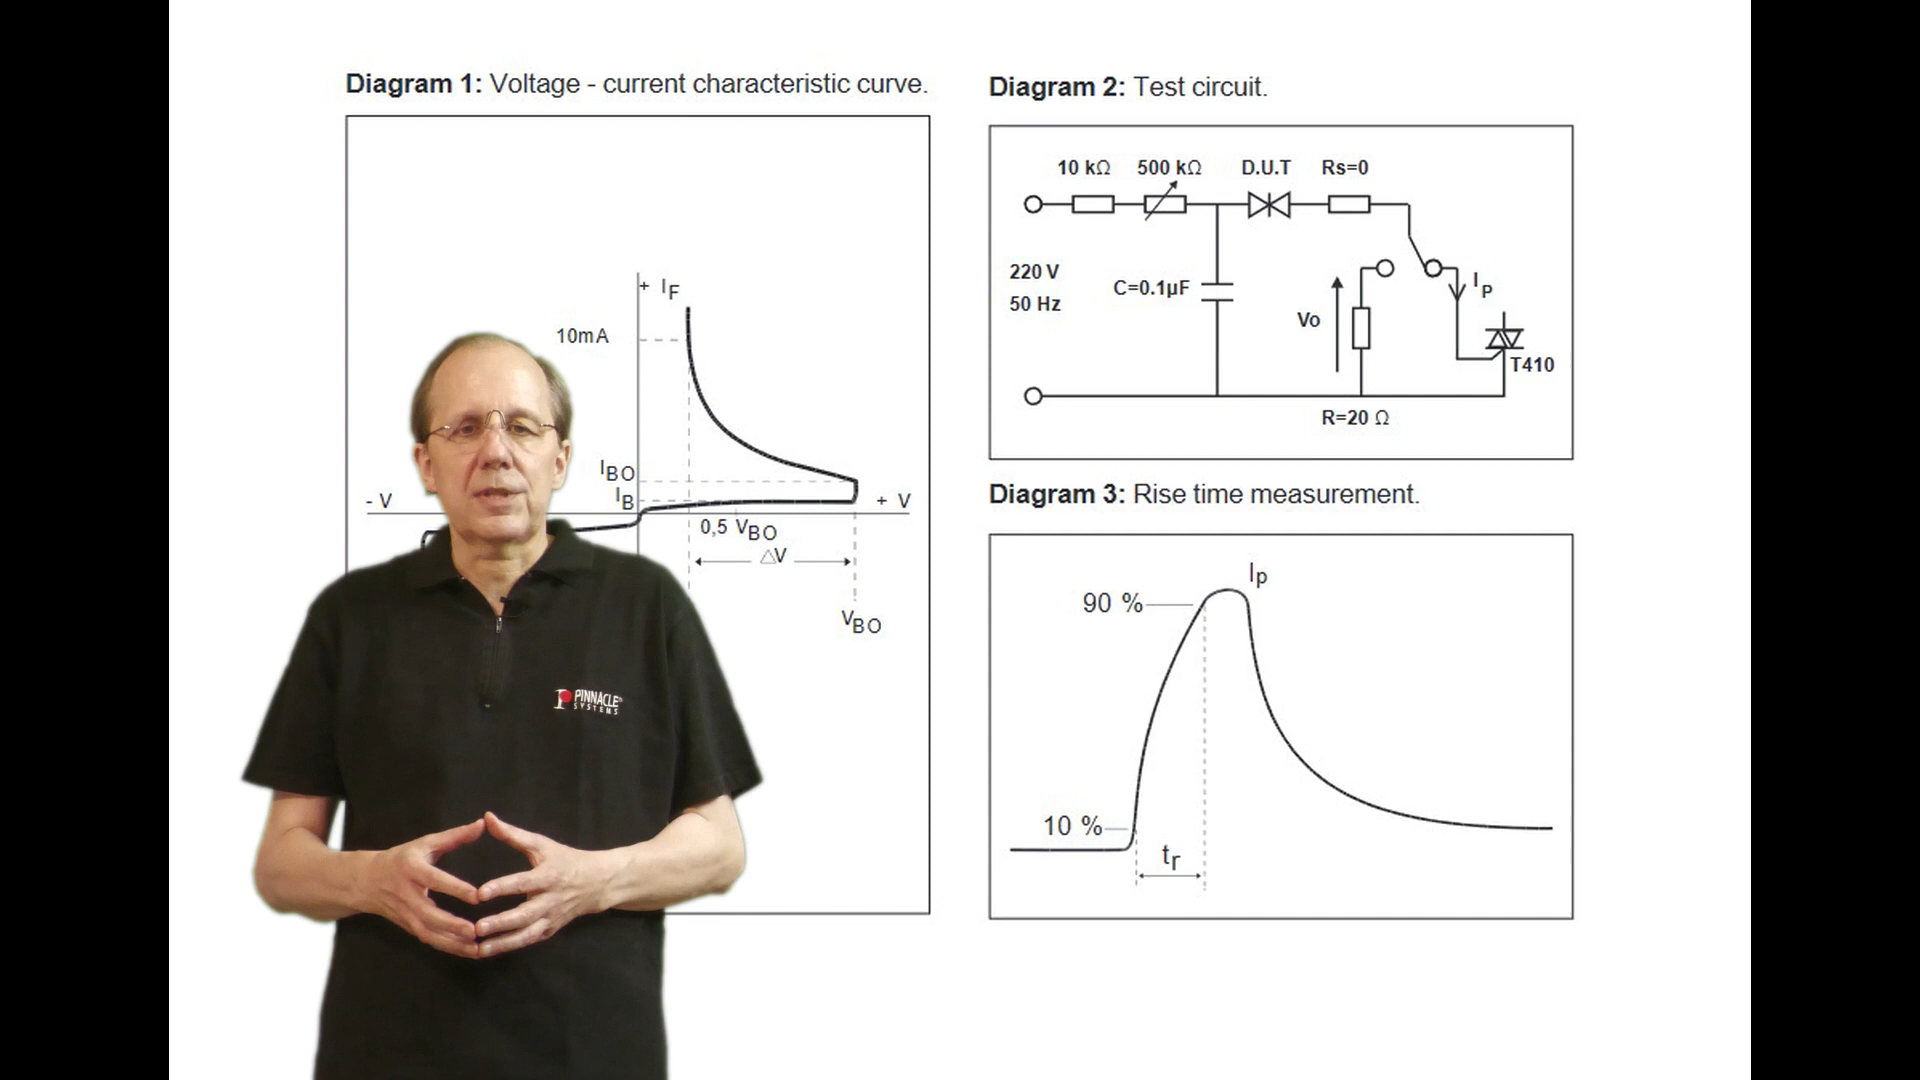 Diagram 1: Voltage - current characteristic curve.
+ IF
10mA
IBO
IB
- V
+ V
0,5 VBO
△V
VBO
PINNACLE
SYSTEMS
Diagram 2: Test circuit.
10 kΩ 500 kΩ D.U.T Rs=0
220 V
50 Hz
C=0.1µF
Vo
IP
T410
R=20 Ω
Diagram 3: Rise time measurement.
Ip
90 %
10 %
tr